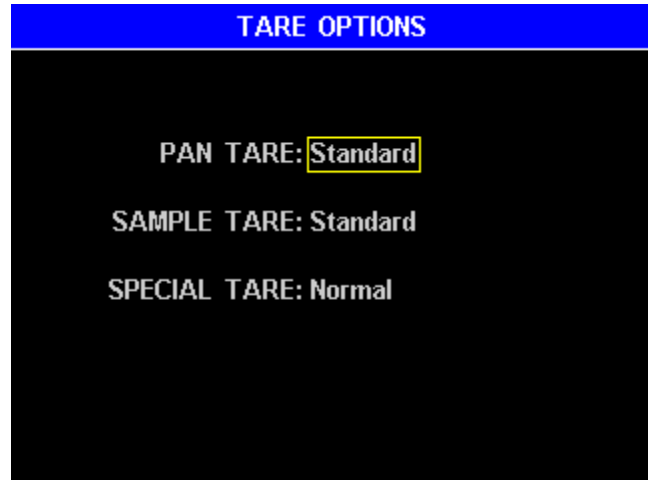 TARE OPTIONS
PAN TARE: Standard
SAMPLE TARE: Standard
SPECIAL TARE: Normal